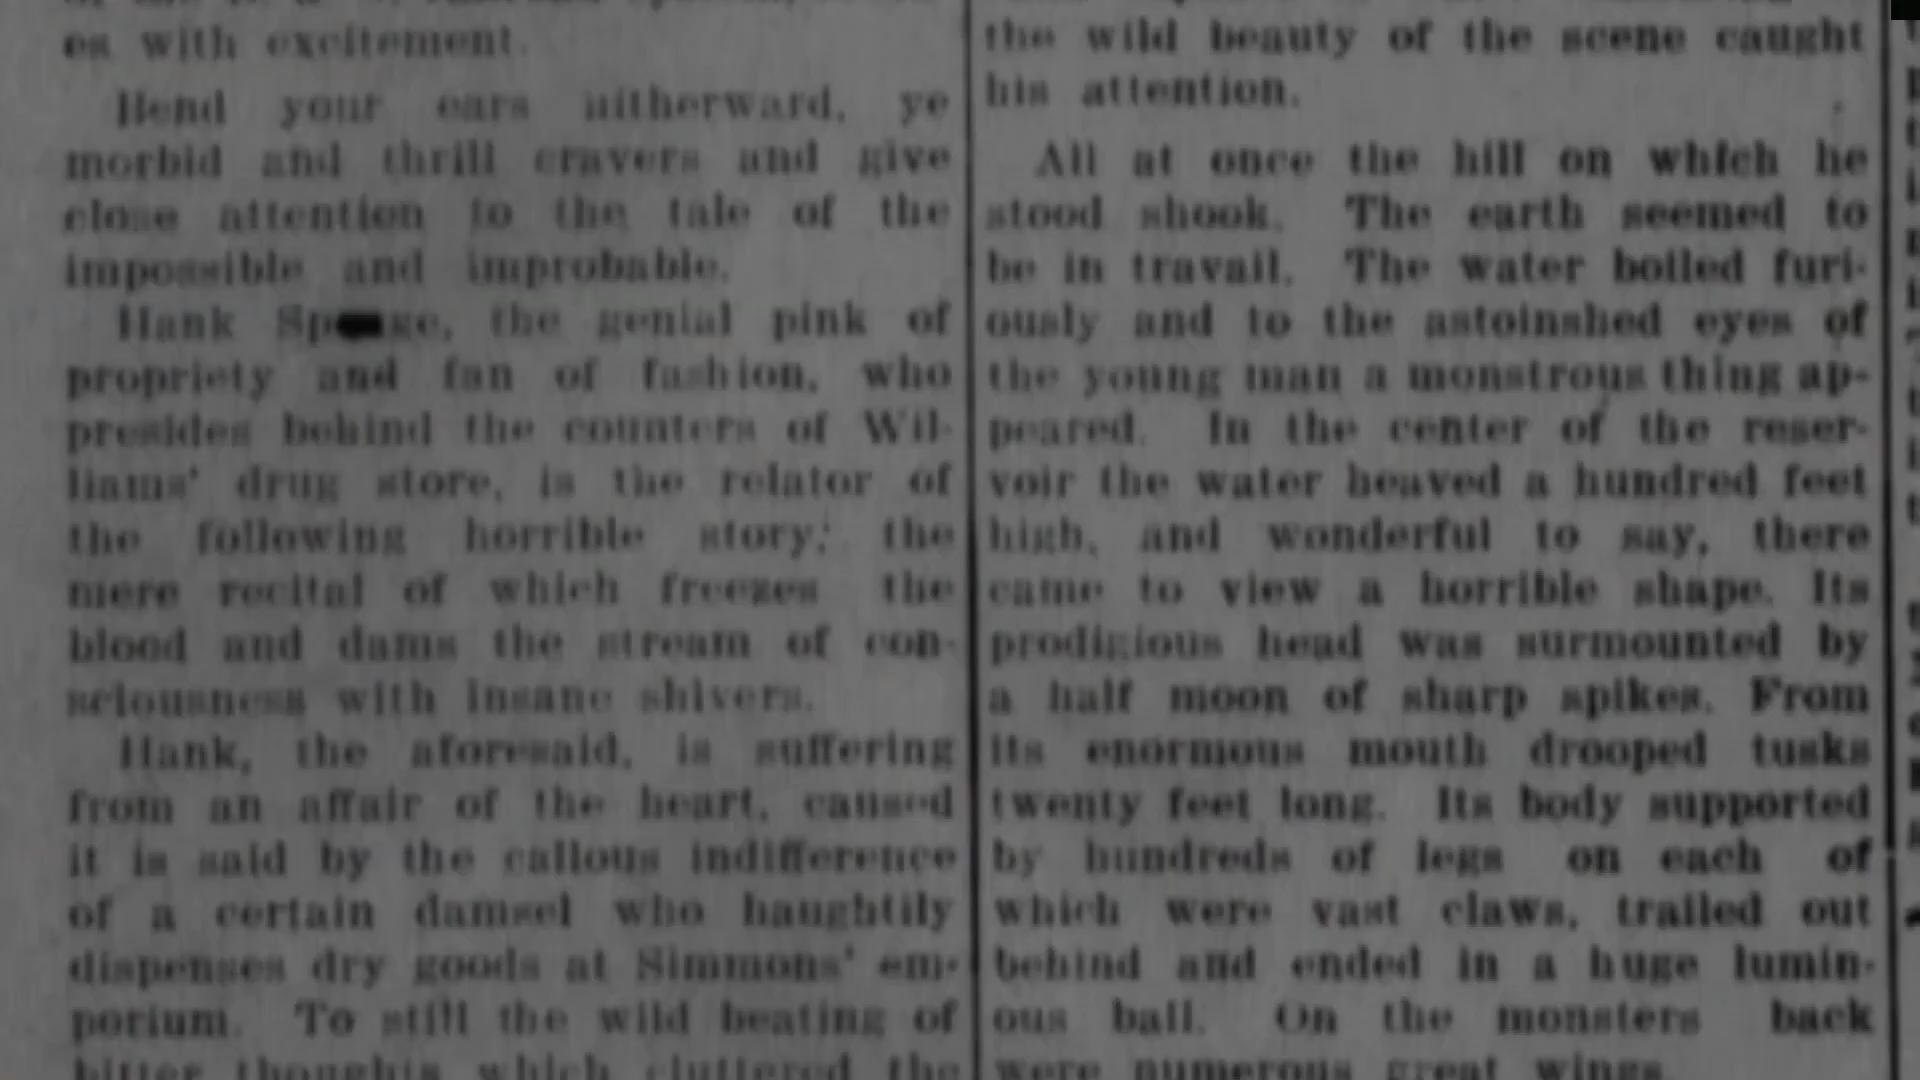 es with excitement.
Bend your ears nitherward, ye
morbid and thrill cravers and give
close attention to the tale of the
impossible and improbable.
Hank the genial pink of
propriety and fan of fashion, who
presides behind the counters of Wil-
liams' drug store, is the relator of
the following horrible story; the
mere recital of which freezes the
blood and dams the stream of con-
sciousness with insane shivers.
Hank, the aforesaid, is suffering
from an affair of the heart, caused
it is said by the callous indifference
of a certain damsel who haughtily
dispenses dry goods at Simmons' em-
porium. To still the wild beating of
bitter thoughts which cluttered the
the wild beauty of the scene caught
his attention.
All at once the hill on which he
stood shook. The earth seemed to
be in travail. The water boiled furi-
ously and to the astoinshed eyes of
the young man a monstrous thing ap-
peared. In the center of the reser-
voir the water heaved a hundred feet
high, and wonderful to say, there
came to view a horrible shape. Its
prodigious head was surmounted by
a half moon of sharp spikes. From
its enormous mouth drooped tusks
twenty feet long. Its body supported
by hundreds of legs on each of
which were vast claws, trailed out
behind and ended in a huge lumin-
ous ball. On the monsters back
were numerous great wings.